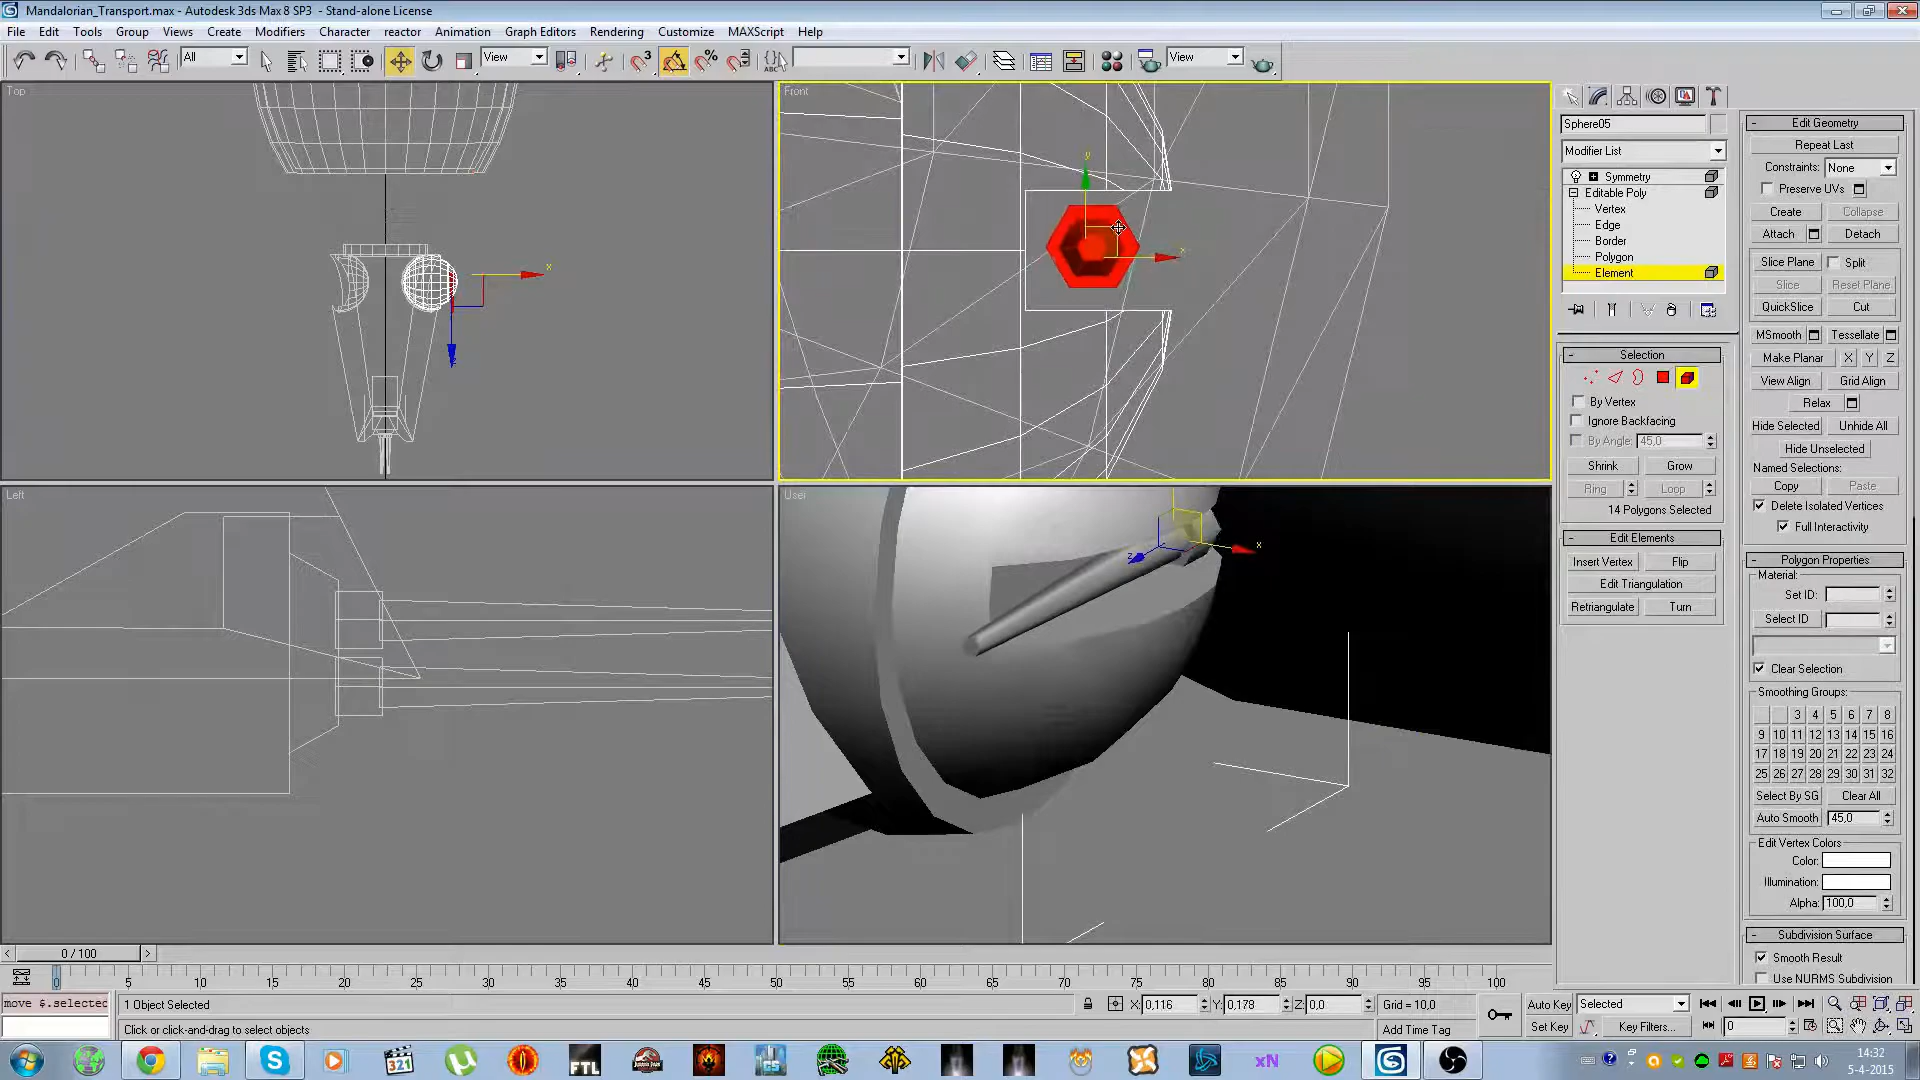 Mandalorian_Transport.max - Autodesk 3ds Max 8 SP3 - Stand-alone License
File Edit Tools Group Views Create Modifiers Character reactor Animation Graph Editors Rendering Customize MAXScript Help
All View View
Top
Front
Left
User
y
x
x
z
x
Sphere05
Modifier List
Symmetry
Editable Poly
Vertex
Edge
Border
Polygon
Element
Selection
By Vertex
Ignore Backfacing
By Angle: 45,0
Shrink Grow
Ring Loop
14 Polygons Selected
Edit Elements
Insert Vertex Flip
Edit Triangulation
Retriangulate Turn
Edit Geometry
Repeat Last
Constraints: None
Preserve UVs
Create Collapse
Attach Detach
Slice Plane Split
Slice Reset Plane
QuickSlice Cut
MSmooth Tessellate
Make Planar X Y Z
View Align Grid Align
Relax
Hide Selected Unhide All
Hide Unselected
Named Selections:
Copy Paste
Delete Isolated Vertices
Full Interactivity
Polygon Properties
Material:
Set ID:
Select ID
Clear Selection
Smoothing Groups:
3 4 5 6 7 8
9 10 11 12 13 14 15 16
17 18 19 20 21 22 23 24
25 26 27 28 29 30 31 32
Select By SG Clear All
Auto Smooth 45,0
Edit Vertex Colors
Color:
Illumination:
Alpha: 100,0
Subdivision Surface
Smooth Result
Use NURMS Subdivision
< 0 / 100 >
0 5 10 15 20 25 30 35 40 45 50 55 60 65 70 75 80 85 90 95 100
move $.selected
1 Object Selected
X: 0,116 Y: 0,178 Z: 0,0
Grid = 10,0
Auto Key Selected
Click or click-and-drag to select objects
Add Time Tag
Set Key Key Filters... 0
321
FTL
xN
14:32
5-4-2015